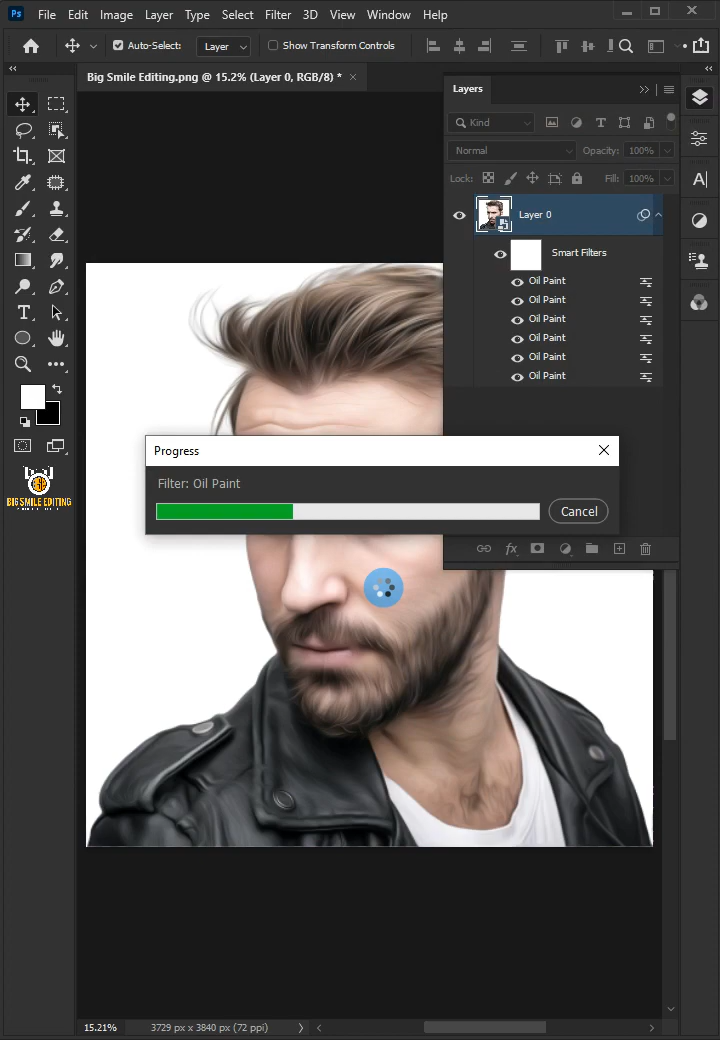 Ps File Edit Image Layer Type Select Filter 3D View Window Help
Auto-Select: Layer Show Transform Controls
Big Smile Editing.png @ 15.2% (Layer 0, RGB/8) *
Layers
Kind
Normal Opacity: 100%
Lock: Fill: 100%
Layer 0
Smart Filters
Oil Paint
Oil Paint
Oil Paint
Oil Paint
Oil Paint
Oil Paint
Progress
Filter: Oil Paint
Cancel
fx
BIG SMILE EDITING
15.21% 3729 px x 3840 px (72 ppi)